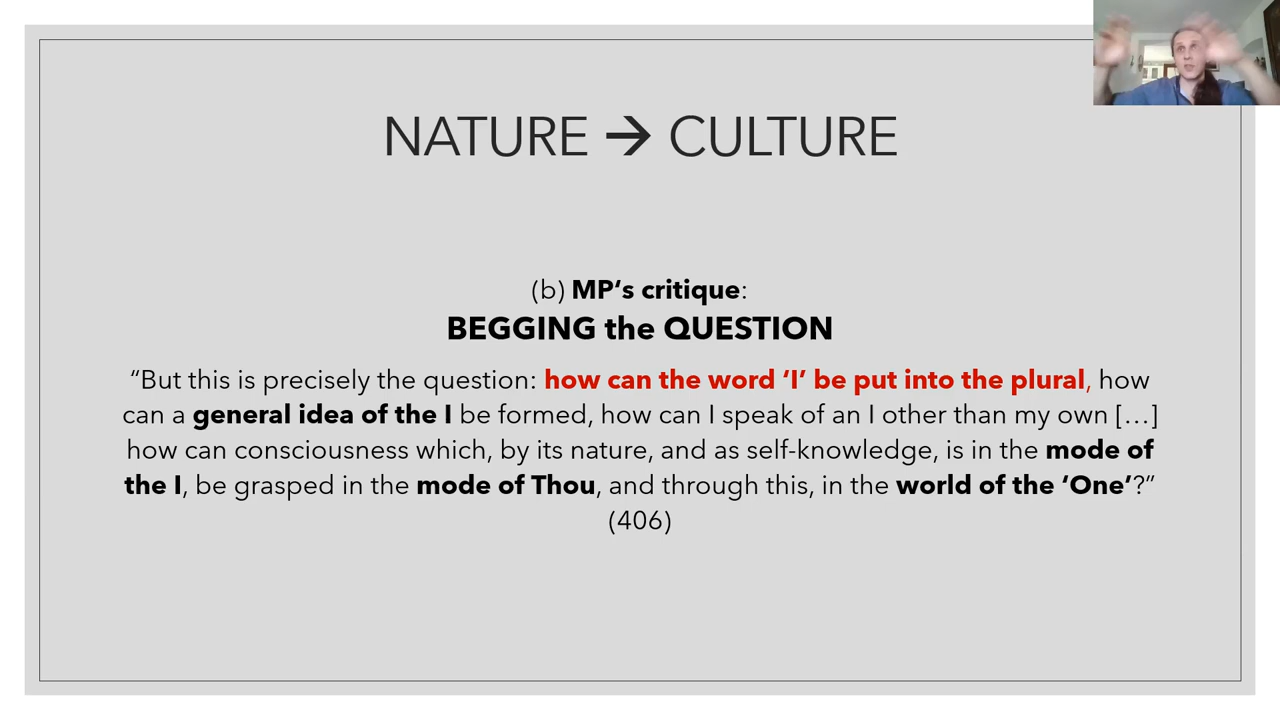 NATURE → CULTURE
(b) MP‘s critique:
BEGGING the QUESTION
“But this is precisely the question: how can the word ‘I’ be put into the plural, how
can a general idea of the I be formed, how can I speak of an I other than my own […]
how can consciousness which, by its nature, and as self-knowledge, is in the mode of
the I, be grasped in the mode of Thou, and through this, in the world of the ‘One’?”
(406)